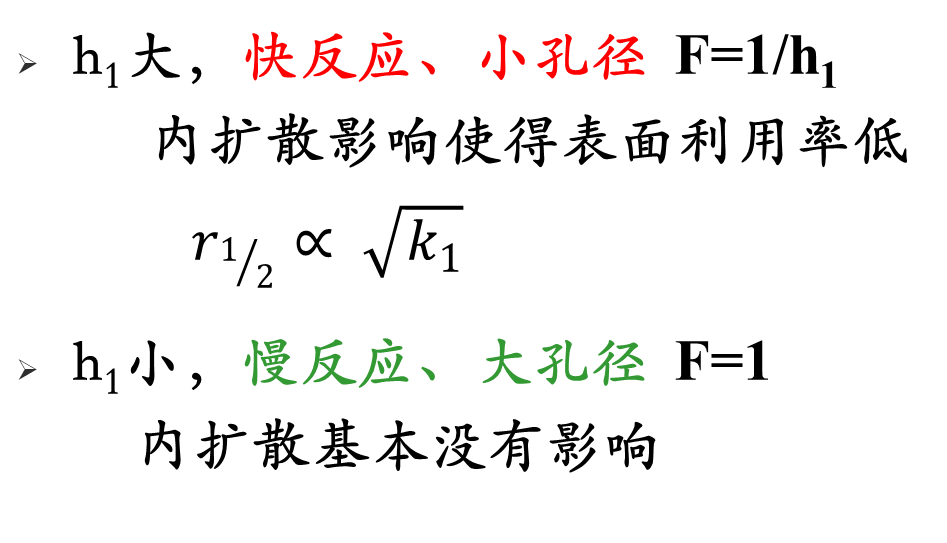 ➢ h₁大，快反应、小孔径 F=1/h₁
内扩散影响使得表面利用率低
r₁/₂ ∝ √k₁
➢ h₁小，慢反应、大孔径 F=1
内扩散基本没有影响